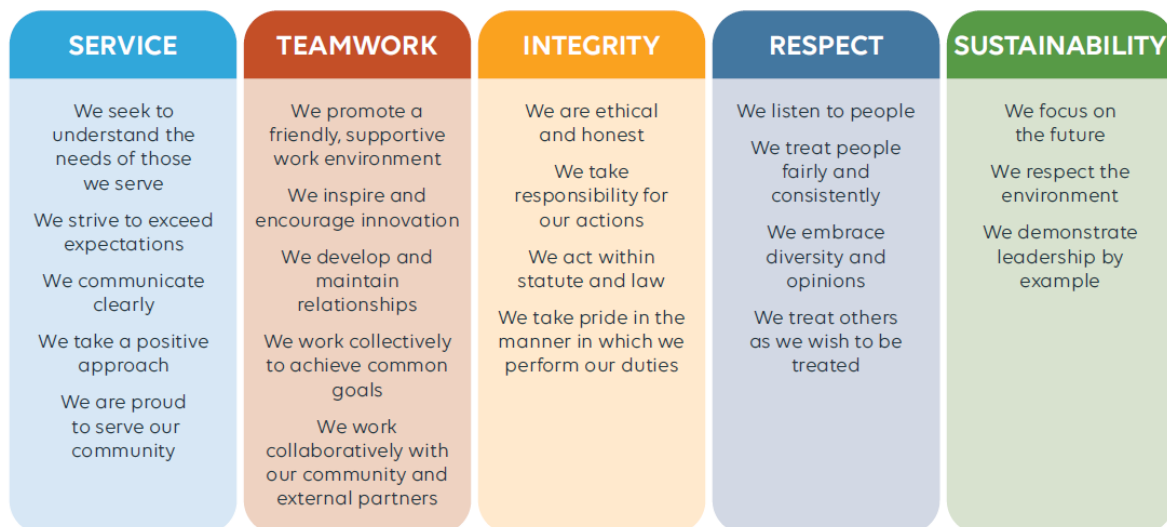 SERVICE
We seek to
understand the
needs of those
we serve
We strive to exceed
expectations
We communicate
clearly
We take a positive
approach
We are proud
to serve our
community
TEAMWORK
We promote a
friendly, supportive
work environment
We inspire and
encourage innovation
We develop and
maintain
relationships
We work collectively
to achieve common
goals
We work
collaboratively with
our community and
external partners
INTEGRITY
We are ethical
and honest
We take
responsibility for
our actions
We act within
statute and law
We take pride in the
manner in which we
perform our duties
RESPECT
We listen to people
We treat people
fairly and
consistently
We embrace
diversity and
opinions
We treat others
as we wish to be
treated
SUSTAINABILITY
We focus on
the future
We respect the
environment
We demonstrate
leadership by
example